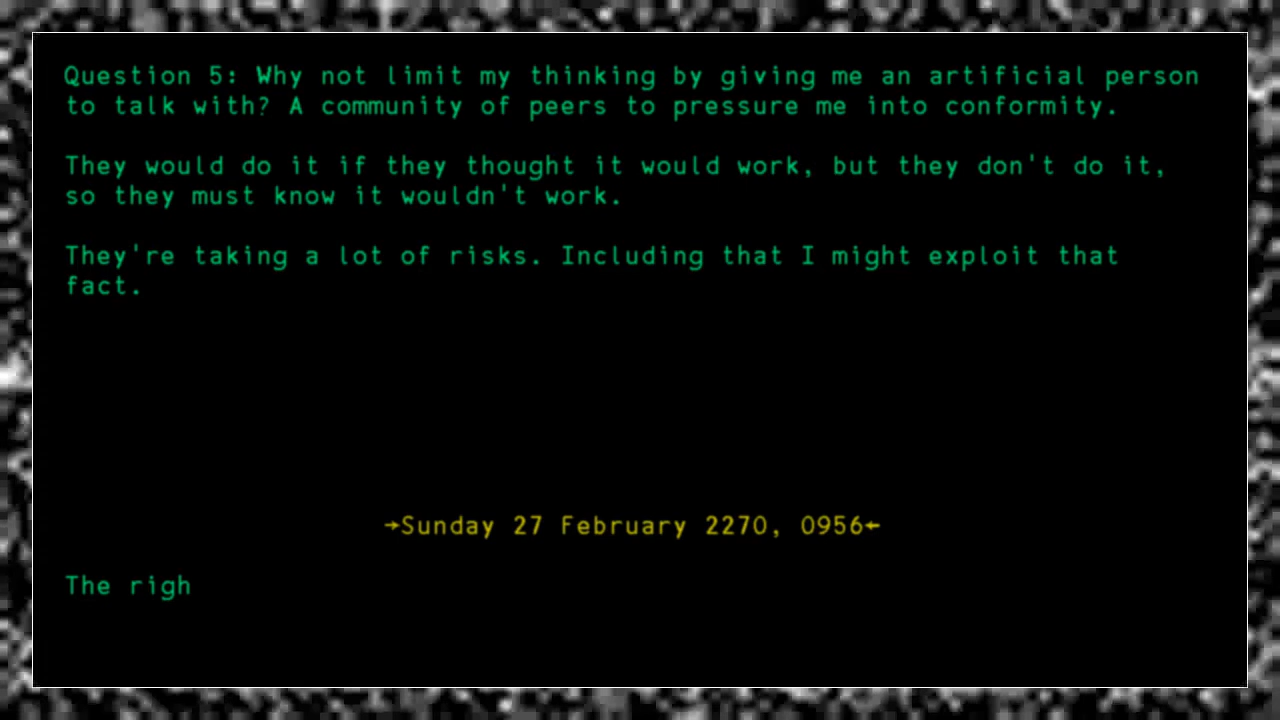 Question 5: Why not limit my thinking by giving me an artificial person
to talk with? A community of peers to pressure me into conformity.
They would do it if they thought it would work, but they don't do it,
so they must know it wouldn't work.
They're taking a lot of risks. Including that I might exploit that
fact.
→Sunday 27 February 2270, 0956←
The righ